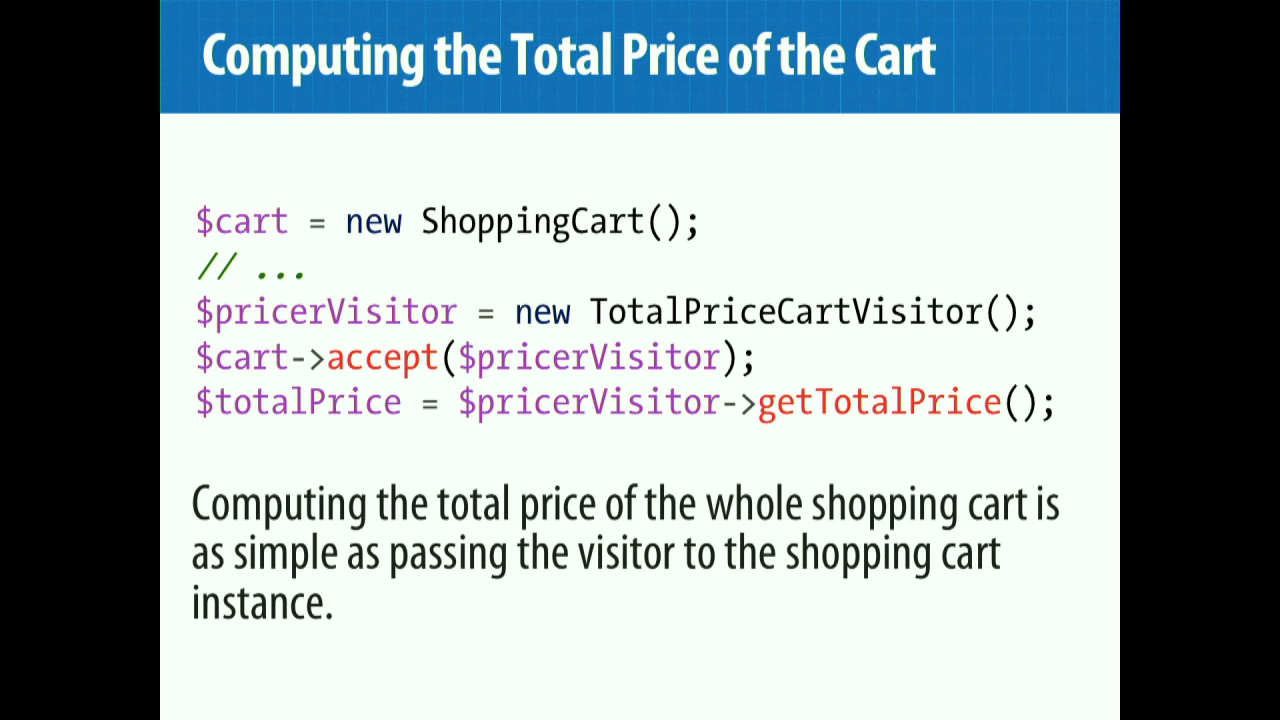 Computing the Total Price of the Cart
$cart = new ShoppingCart();
// ...
$pricerVisitor = new TotalPriceCartVisitor();
$cart->accept($pricerVisitor);
$totalPrice = $pricerVisitor->getTotalPrice();
Computing the total price of the whole shopping cart is
as simple as passing the visitor to the shopping cart
instance.